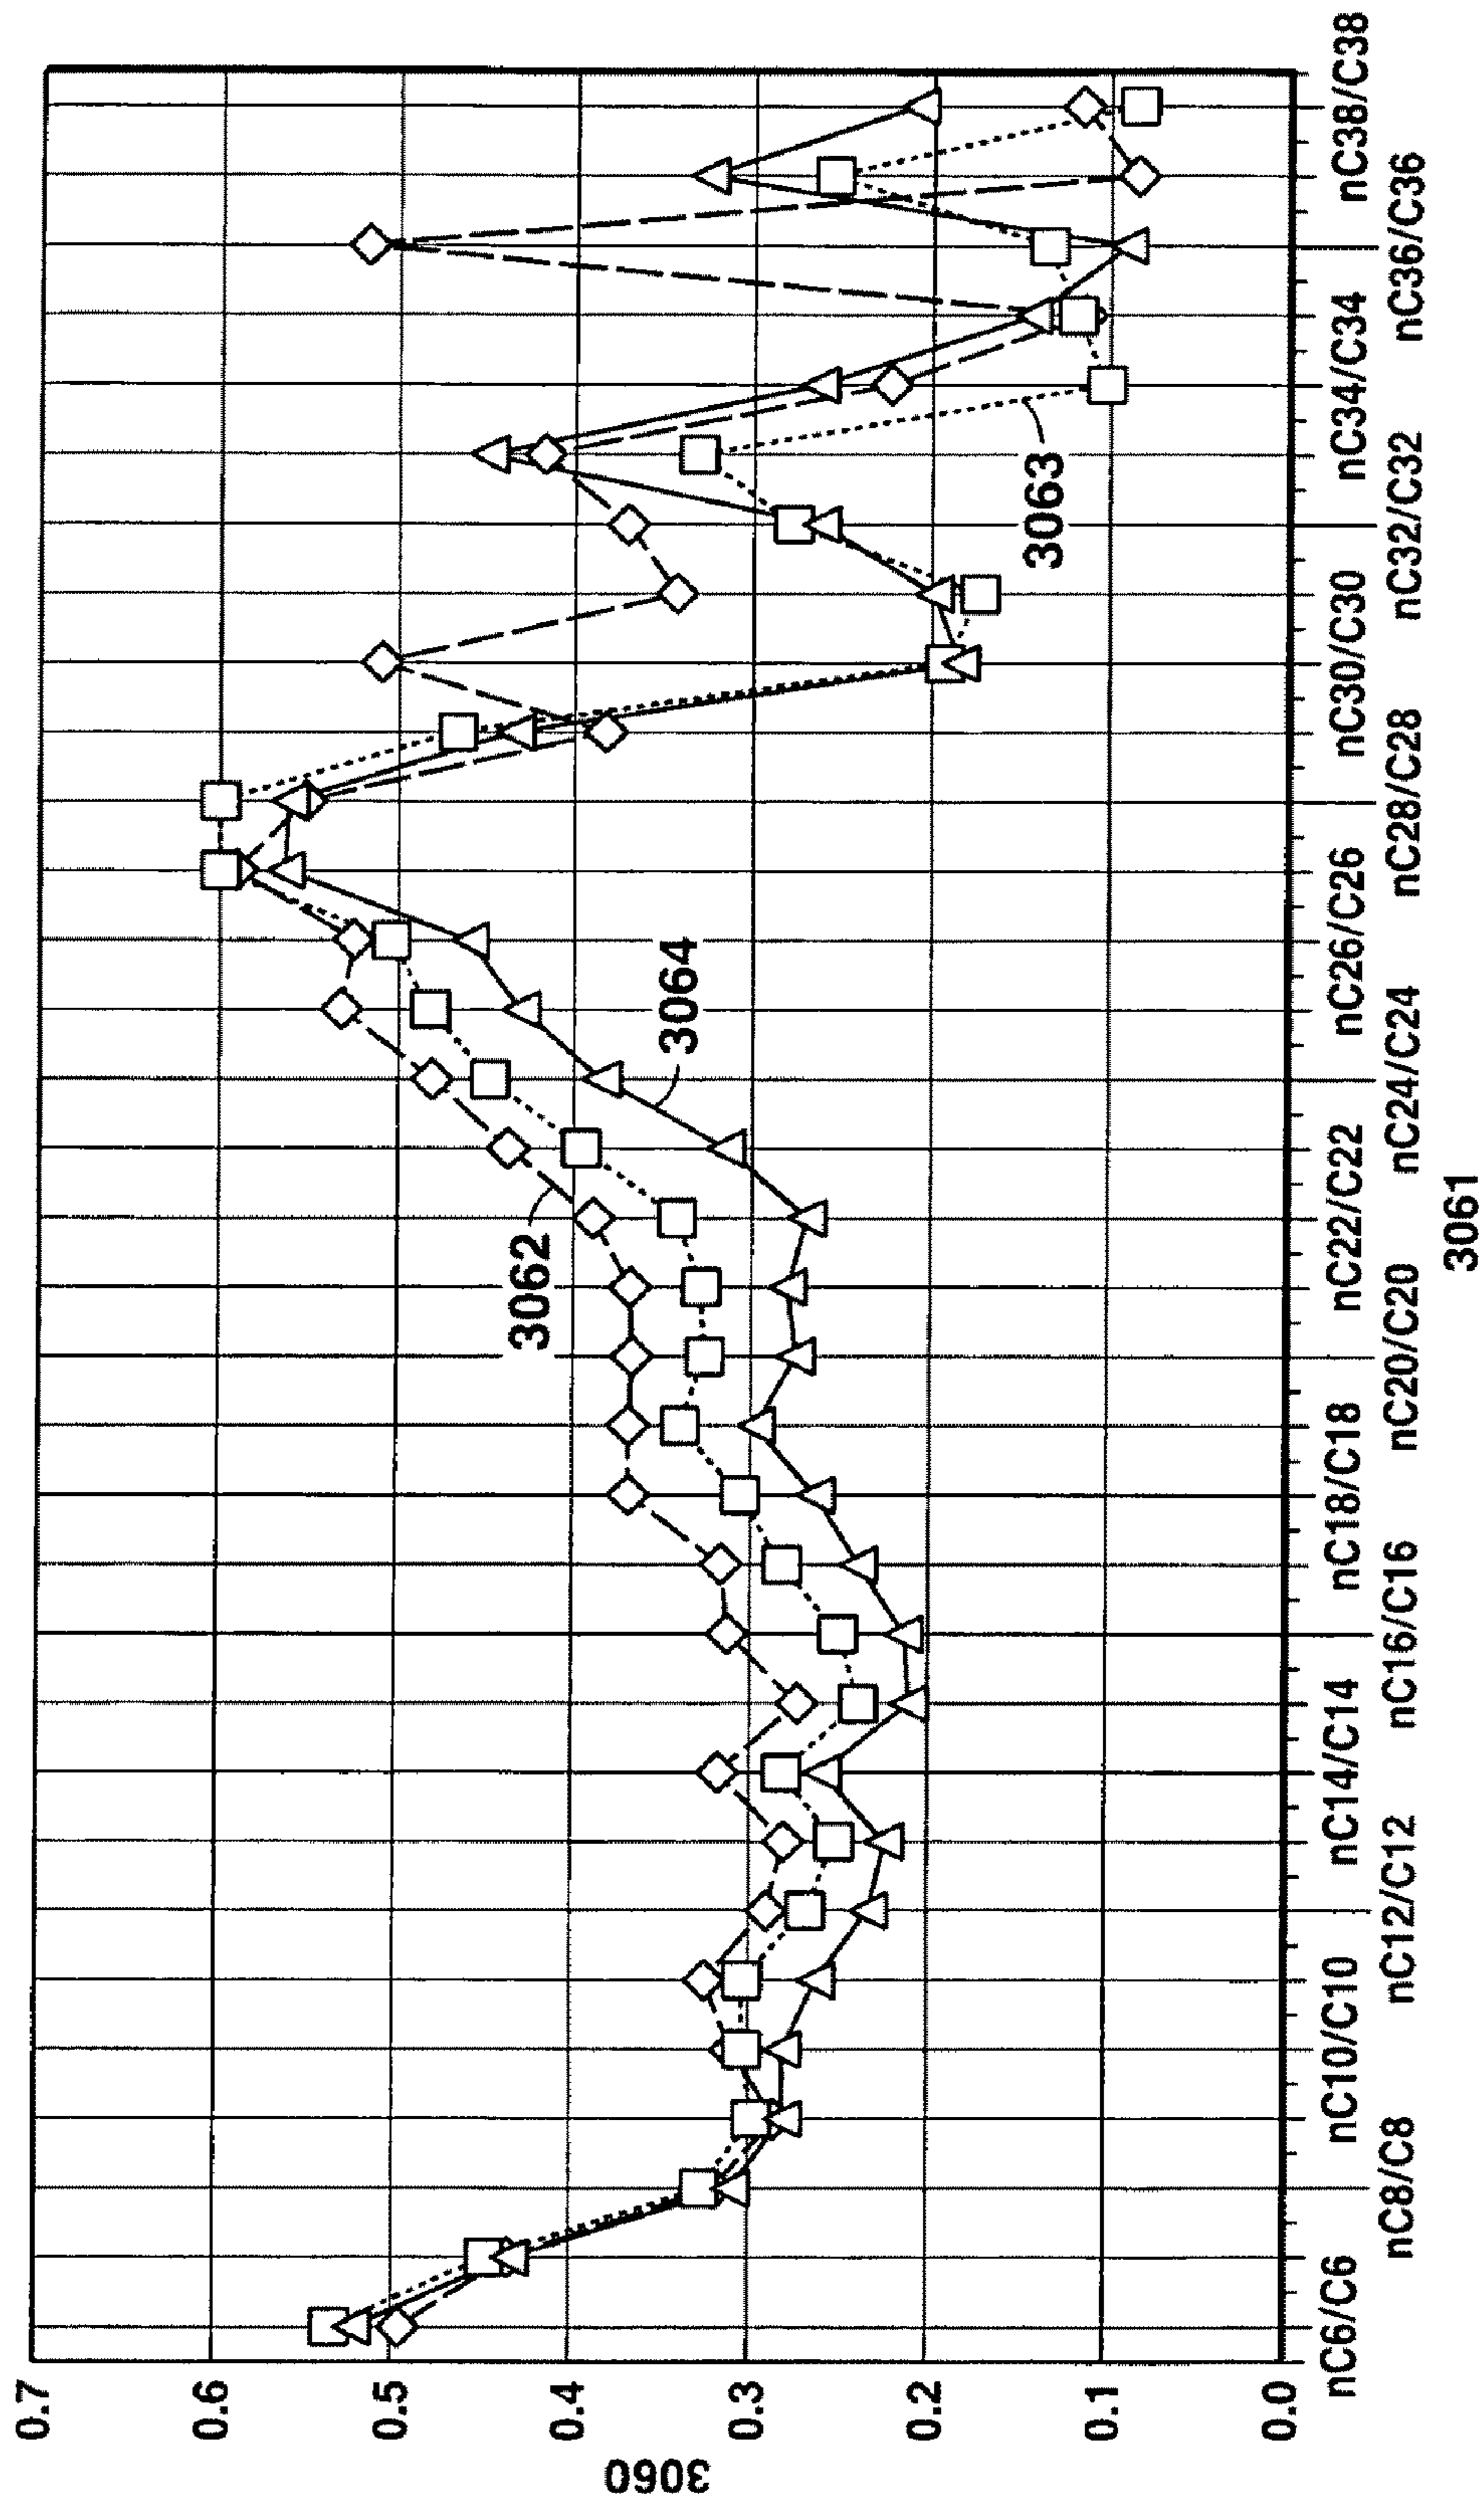 3060
0.7
0.6
0.5
0.4
0.3
0.2
0.1
0.0
3062
3064
3063
nC6/C6
nC8/C8
nC10/C10
nC12/C12
nC14/C14
nC16/C16
nC18/C18
nC20/C20
nC22/C22
nC24/C24
nC26/C26
nC28/C28
nC30/C30
nC32/C32
nC34/C34
nC36/C36
nC38/C38
3061